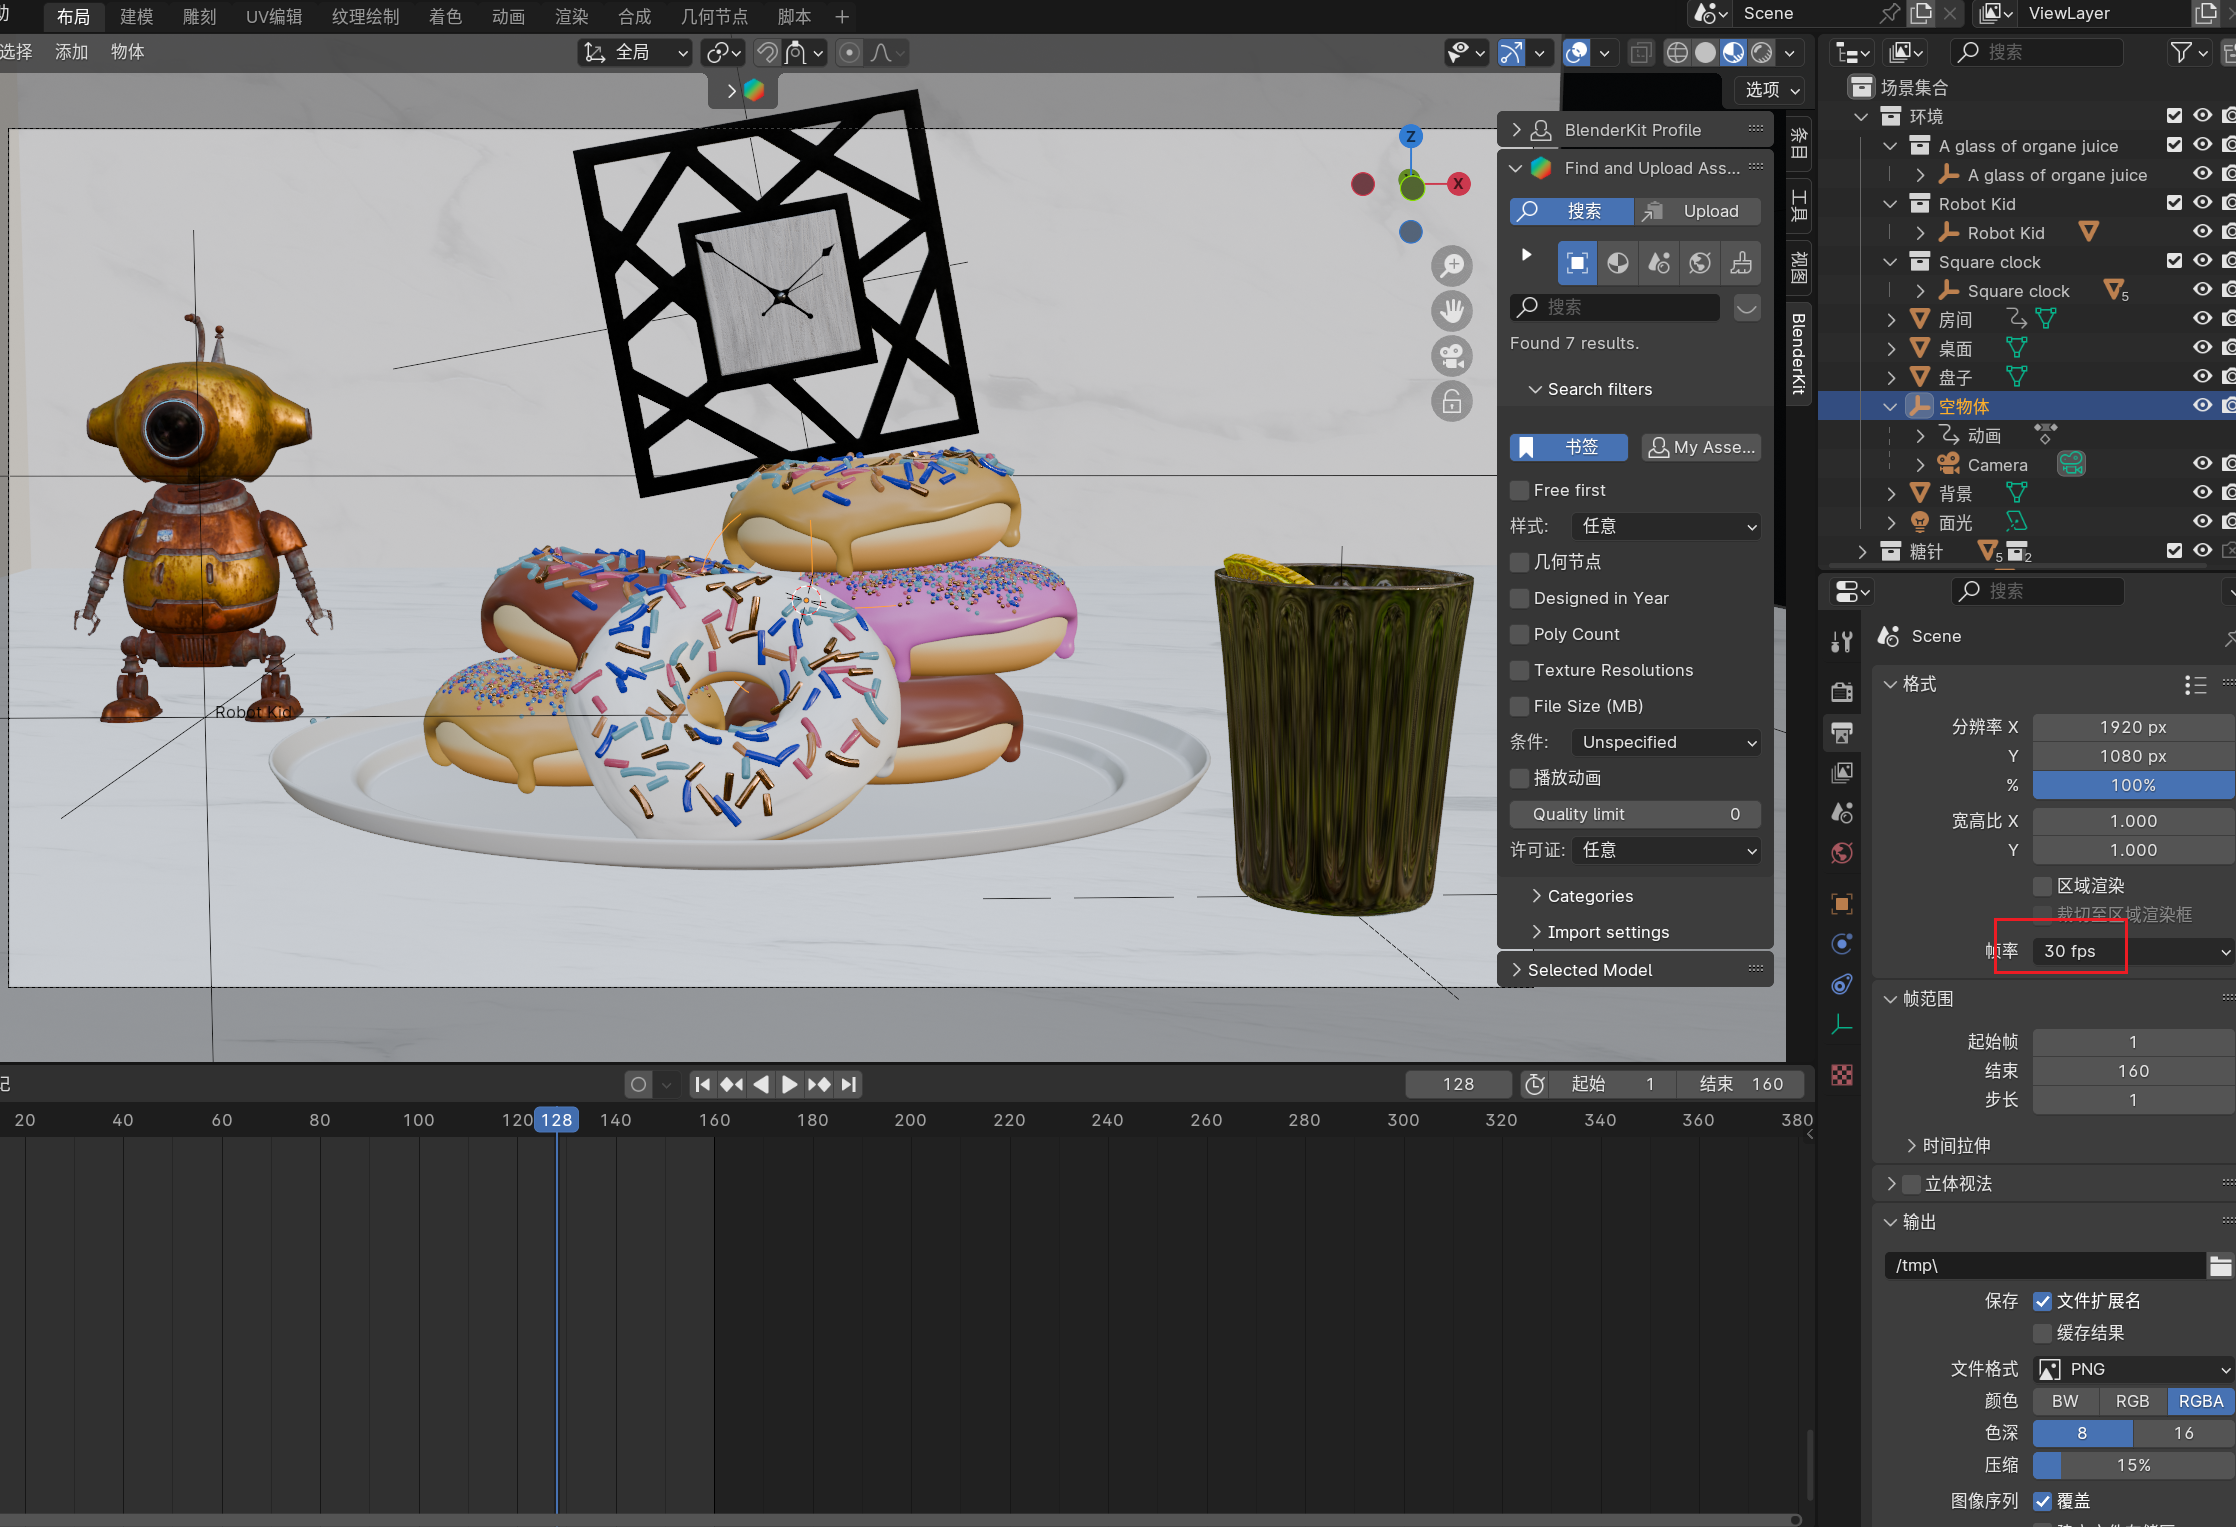 助
布局 建模 雕刻 UV编辑 纹理绘制 着色 动画 渲染 合成 几何节点 脚本 +
Scene
ViewLayer
选择 添加 物体
全局
搜索
选项
场景集合
环境
A glass of organe juice
A glass of organe juice
Robot Kid
Robot Kid
Square clock
Square clock 5
房间
桌面
盘子
空物体
动画
Camera
背景
面光
糖针 5 2
Z
X
Robot Kid
条目
工具
视图
BlenderKit
BlenderKit Profile
Find and Upload Ass...
搜索 Upload
搜索
Found 7 results.
Search filters
书签 My Asse...
Free first
样式: 任意
几何节点
Designed in Year
Poly Count
Texture Resolutions
File Size (MB)
条件: Unspecified
播放动画
Quality limit 0
许可证: 任意
Categories
Import settings
Selected Model
搜索
Scene
格式
分辨率 X 1920 px
Y 1080 px
% 100%
宽高比 X 1.000
Y 1.000
区域渲染
裁切至区域渲染框
帧率 30 fps
帧范围
起始帧 1
结束 160
步长 1
时间拉伸
立体视法
输出
/tmp\
保存 文件扩展名
缓存结果
文件格式 PNG
颜色 BW RGB RGBA
色深 8 16
压缩 15%
图像序列 覆盖
记
128 起始 1 结束 160
20 40 60 80 100 120 128 140 160 180 200 220 240 260 280 300 320 340 360 380